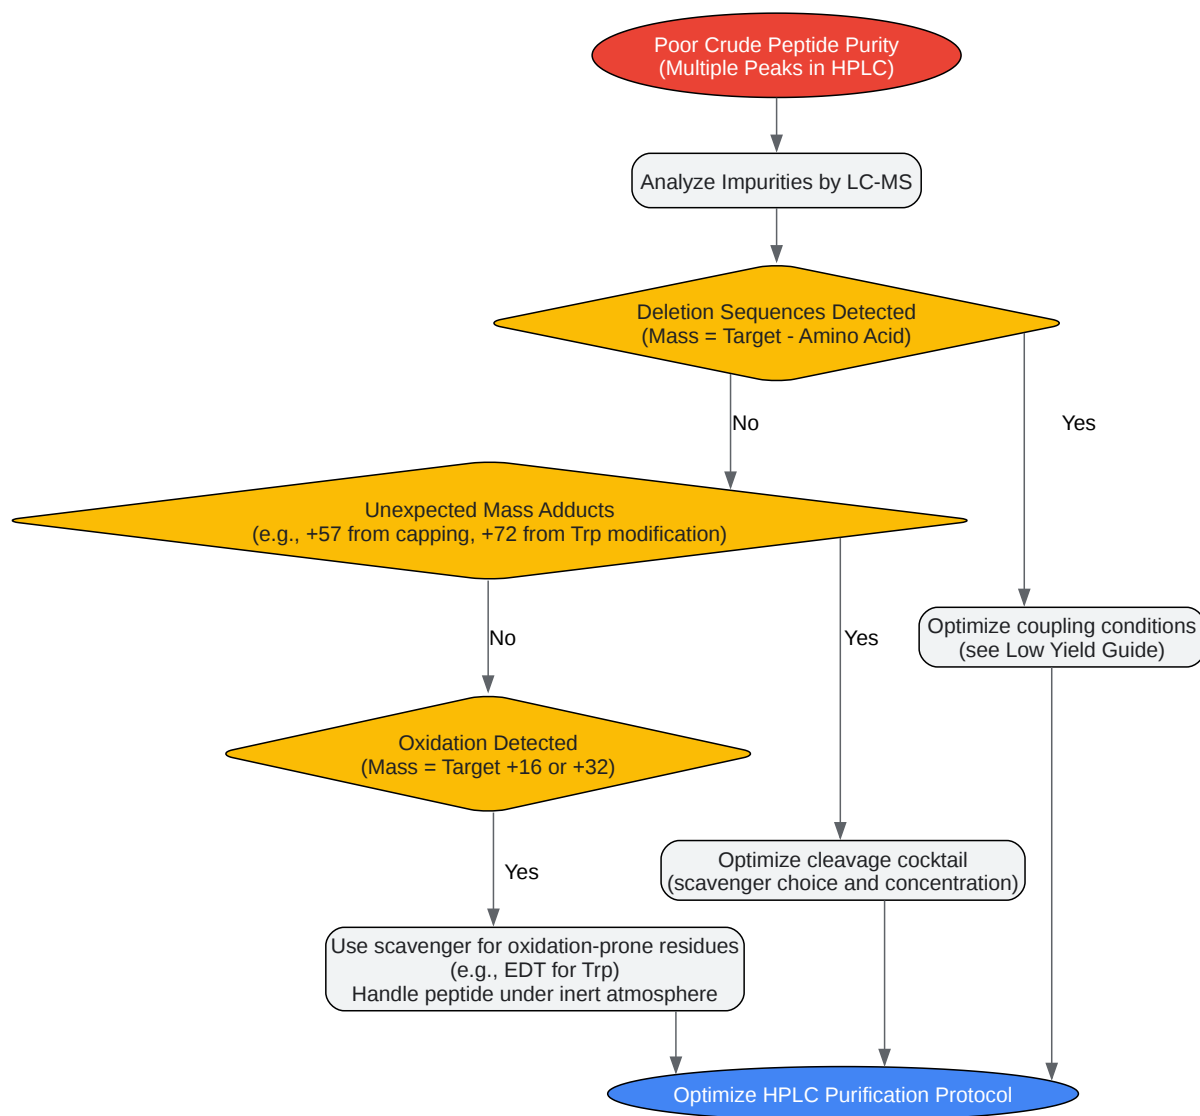 Poor Crude Peptide Purity
(Multiple Peaks in HPLC)
Analyze Impurities by LC-MS
Deletion Sequences Detected
(Mass = Target - Amino Acid)
No
Yes
Unexpected Mass Adducts
(e.g., +57 from capping, +72 from Trp modification)
No
Yes
Optimize coupling conditions
(see Low Yield Guide)
Oxidation Detected
(Mass = Target +16 or +32)
Yes
Optimize cleavage cocktail
(scavenger choice and concentration)
Use scavenger for oxidation-prone residues
(e.g., EDT for Trp)
Handle peptide under inert atmosphere
Optimize HPLC Purification Protocol